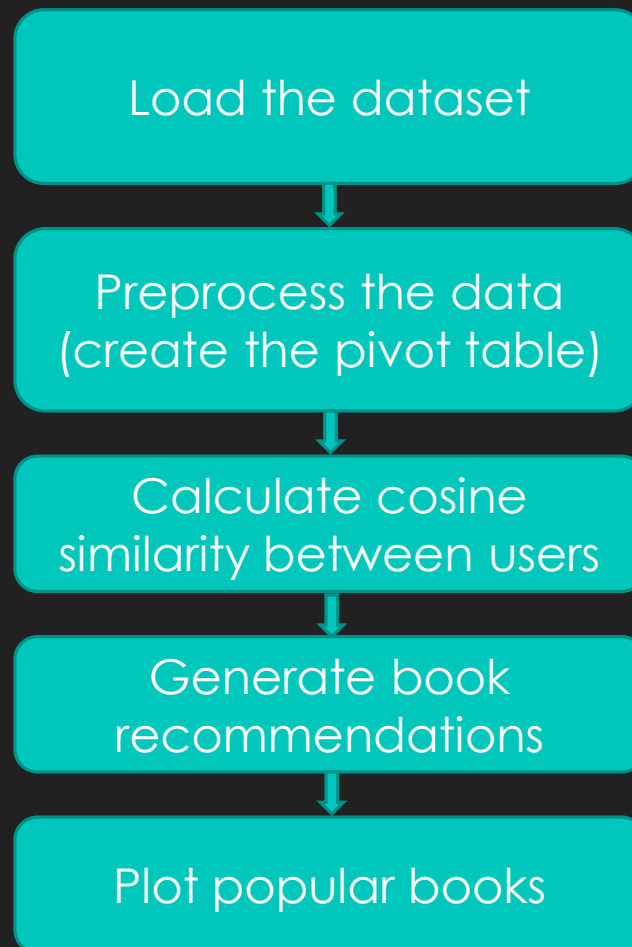 Load the dataset
Preprocess the data
(create the pivot table)
Calculate cosine
similarity between users
Generate book
recommendations
Plot popular books